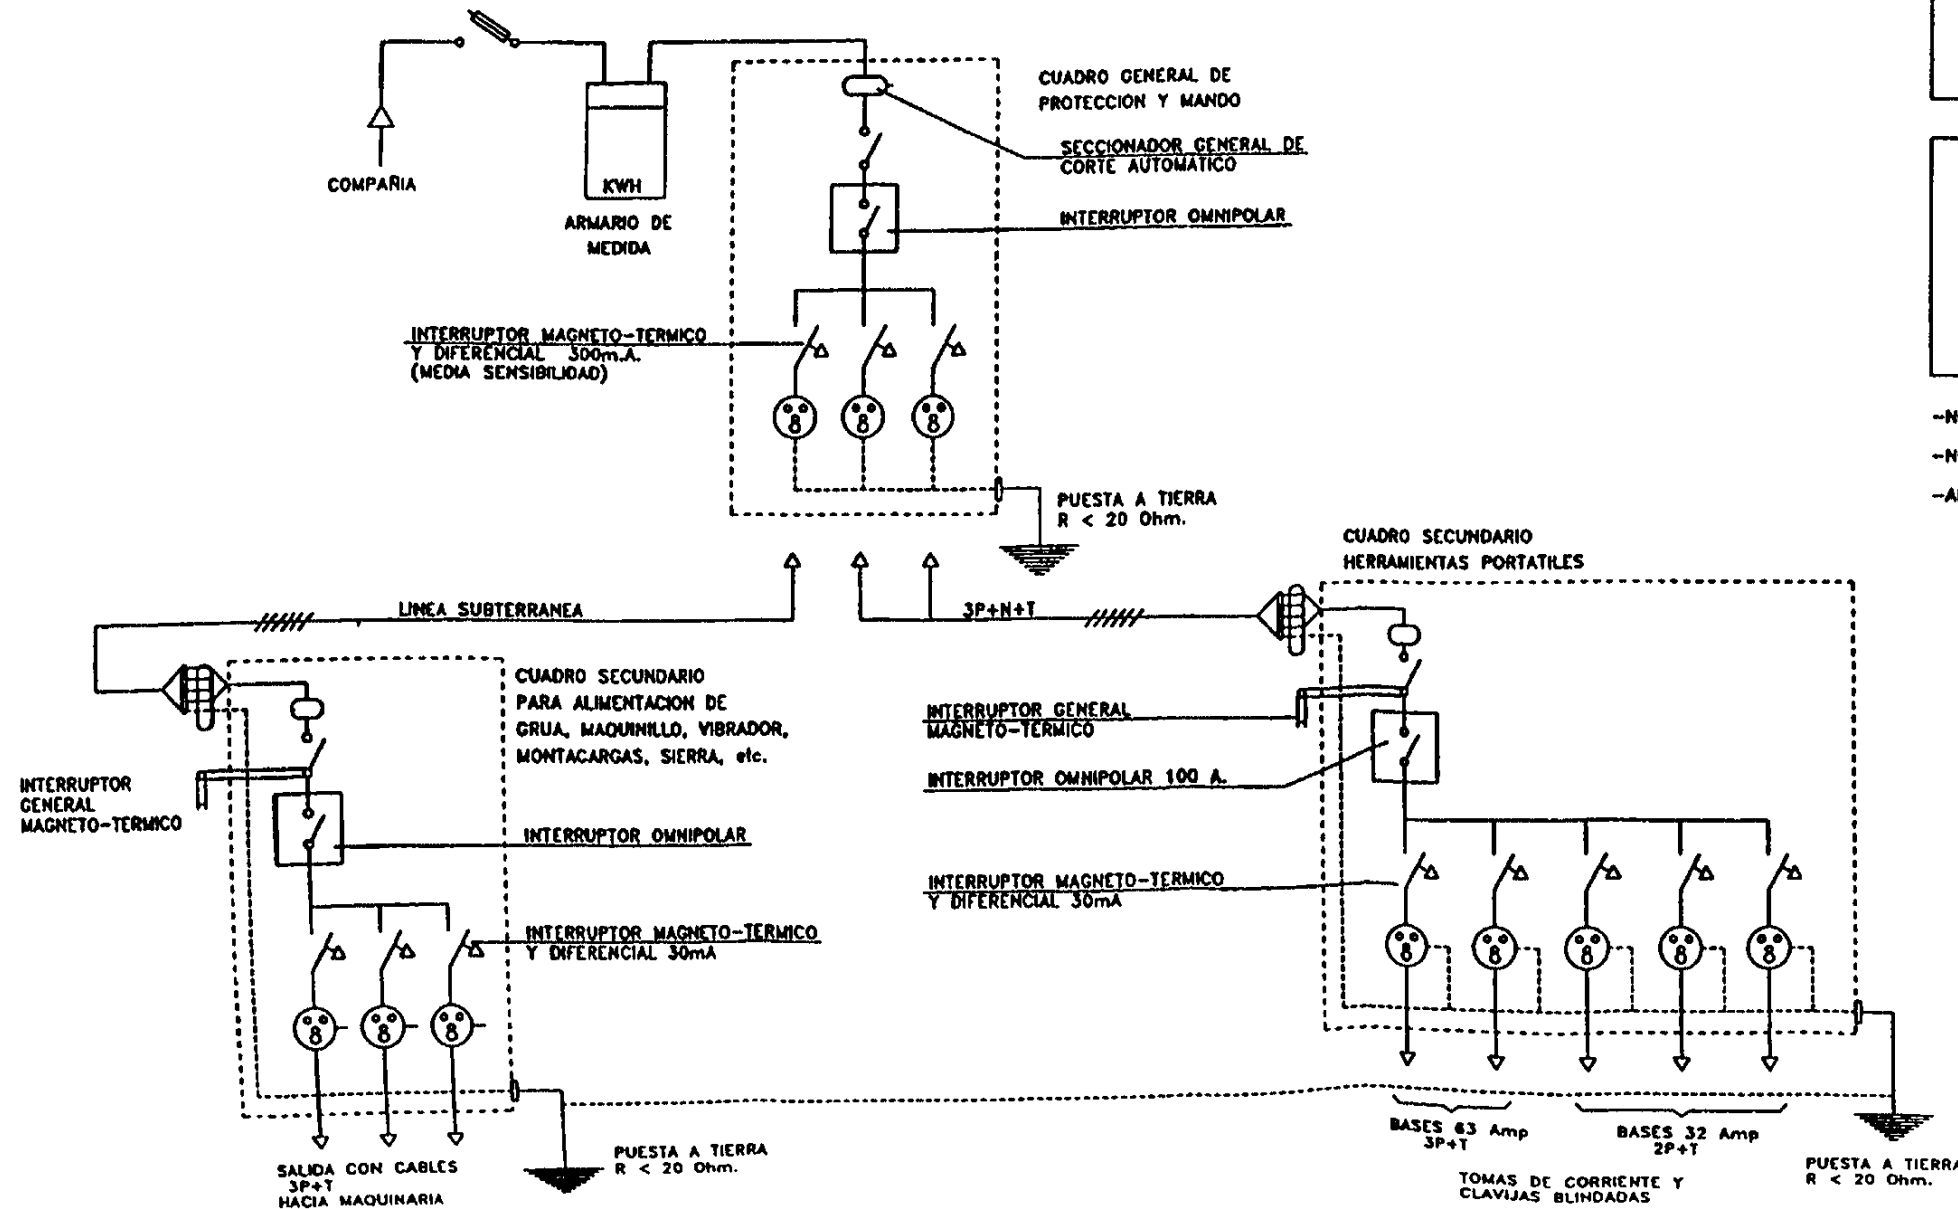 CUADRO GENERAL DE
PROTECCION Y MANDO
SECCIONADOR GENERAL DE
CORTE AUTOMATICO
COMPAÑIA
KWH
ARMARIO DE
MEDIDA
INTERRUPTOR OMNIPOLAR
INTERRUPTOR MAGNETO-TERMICO
Y DIFERENCIAL 300m.A.
(MEDIA SENSIBILIDAD)
-N
-N
-A
PUESTA A TIERRA
R < 20 Ohm.
CUADRO SECUNDARIO
HERRAMIENTAS PORTATILES
LINEA SUBTERRANEA
3P+N+T
CUADRO SECUNDARIO
PARA ALIMENTACION DE
GRUA, MAQUINILLO, VIBRADOR,
MONTACARGAS, SIERRA, etc.
INTERRUPTOR GENERAL
MAGNETO-TERMICO
INTERRUPTOR OMNIPOLAR 100 A.
INTERRUPTOR
GENERAL
MAGNETO-TERMICO
INTERRUPTOR OMNIPOLAR
INTERRUPTOR MAGNETO-TERMICO
Y DIFERENCIAL 30mA
INTERRUPTOR MAGNETO-TERMICO
Y DIFERENCIAL 30mA
SALIDA CON CABLES
3P+T
HACIA MAQUINARIA
PUESTA A TIERRA
R < 20 Ohm.
BASES 63 Amp
3P+T
BASES 32 Amp
2P+T
TOMAS DE CORRIENTE Y
CLAVIJAS BLINDADAS
PUESTA A TIERRA
R < 20 Ohm.